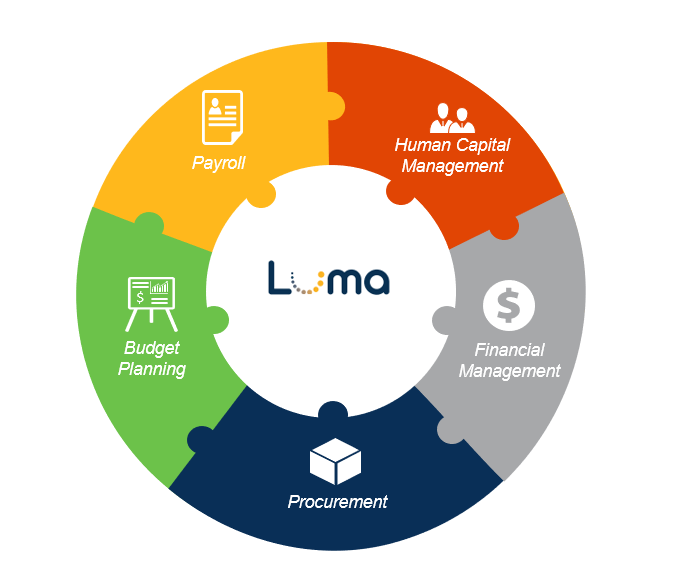 Payroll
Human Capital
Management
Luma
$
Budget
Planning
$
Financial
Management
Procurement